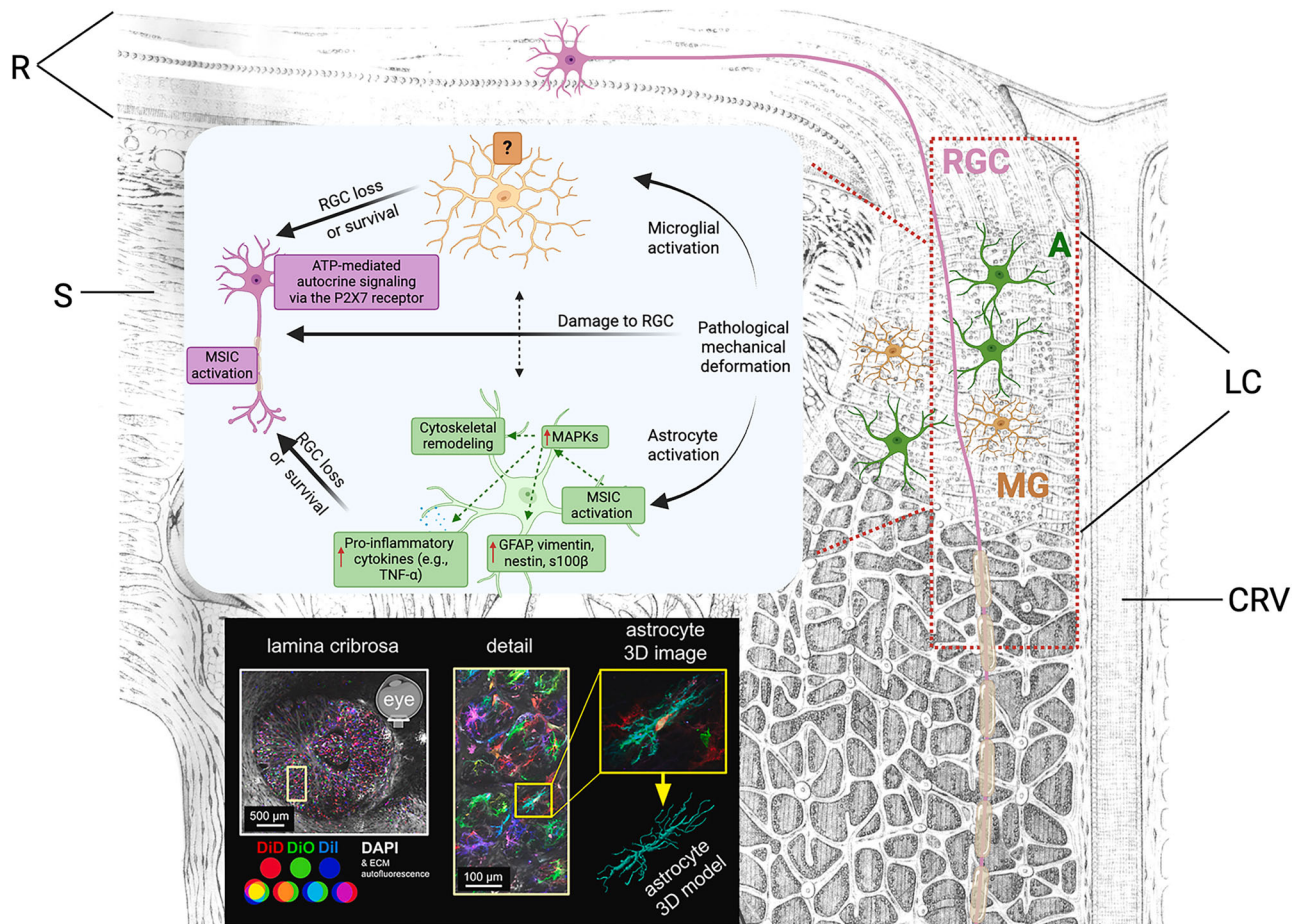 R
S
RGC
A
MG
LC
CRV
?
RGC loss
or survival
Microglial
activation
ATP-mediated
autocrine signaling
via the P2X7 receptor
Damage to RGC
Pathological
mechanical
deformation
MSIC
activation
Cytoskeletal
remodeling
↑MAPKs
Astrocyte
activation
RGC loss
or survival
MSIC
activation
↑Pro-inflammatory
cytokines (e.g.,
TNF-α)
↑GFAP, vimentin,
nestin, s100β
lamina cribrosa
eye
500 µm
DiD DiO DiI DAPI
& ECM
autofluorescence
detail
100 µm
astrocyte
3D image
astrocyte
3D model